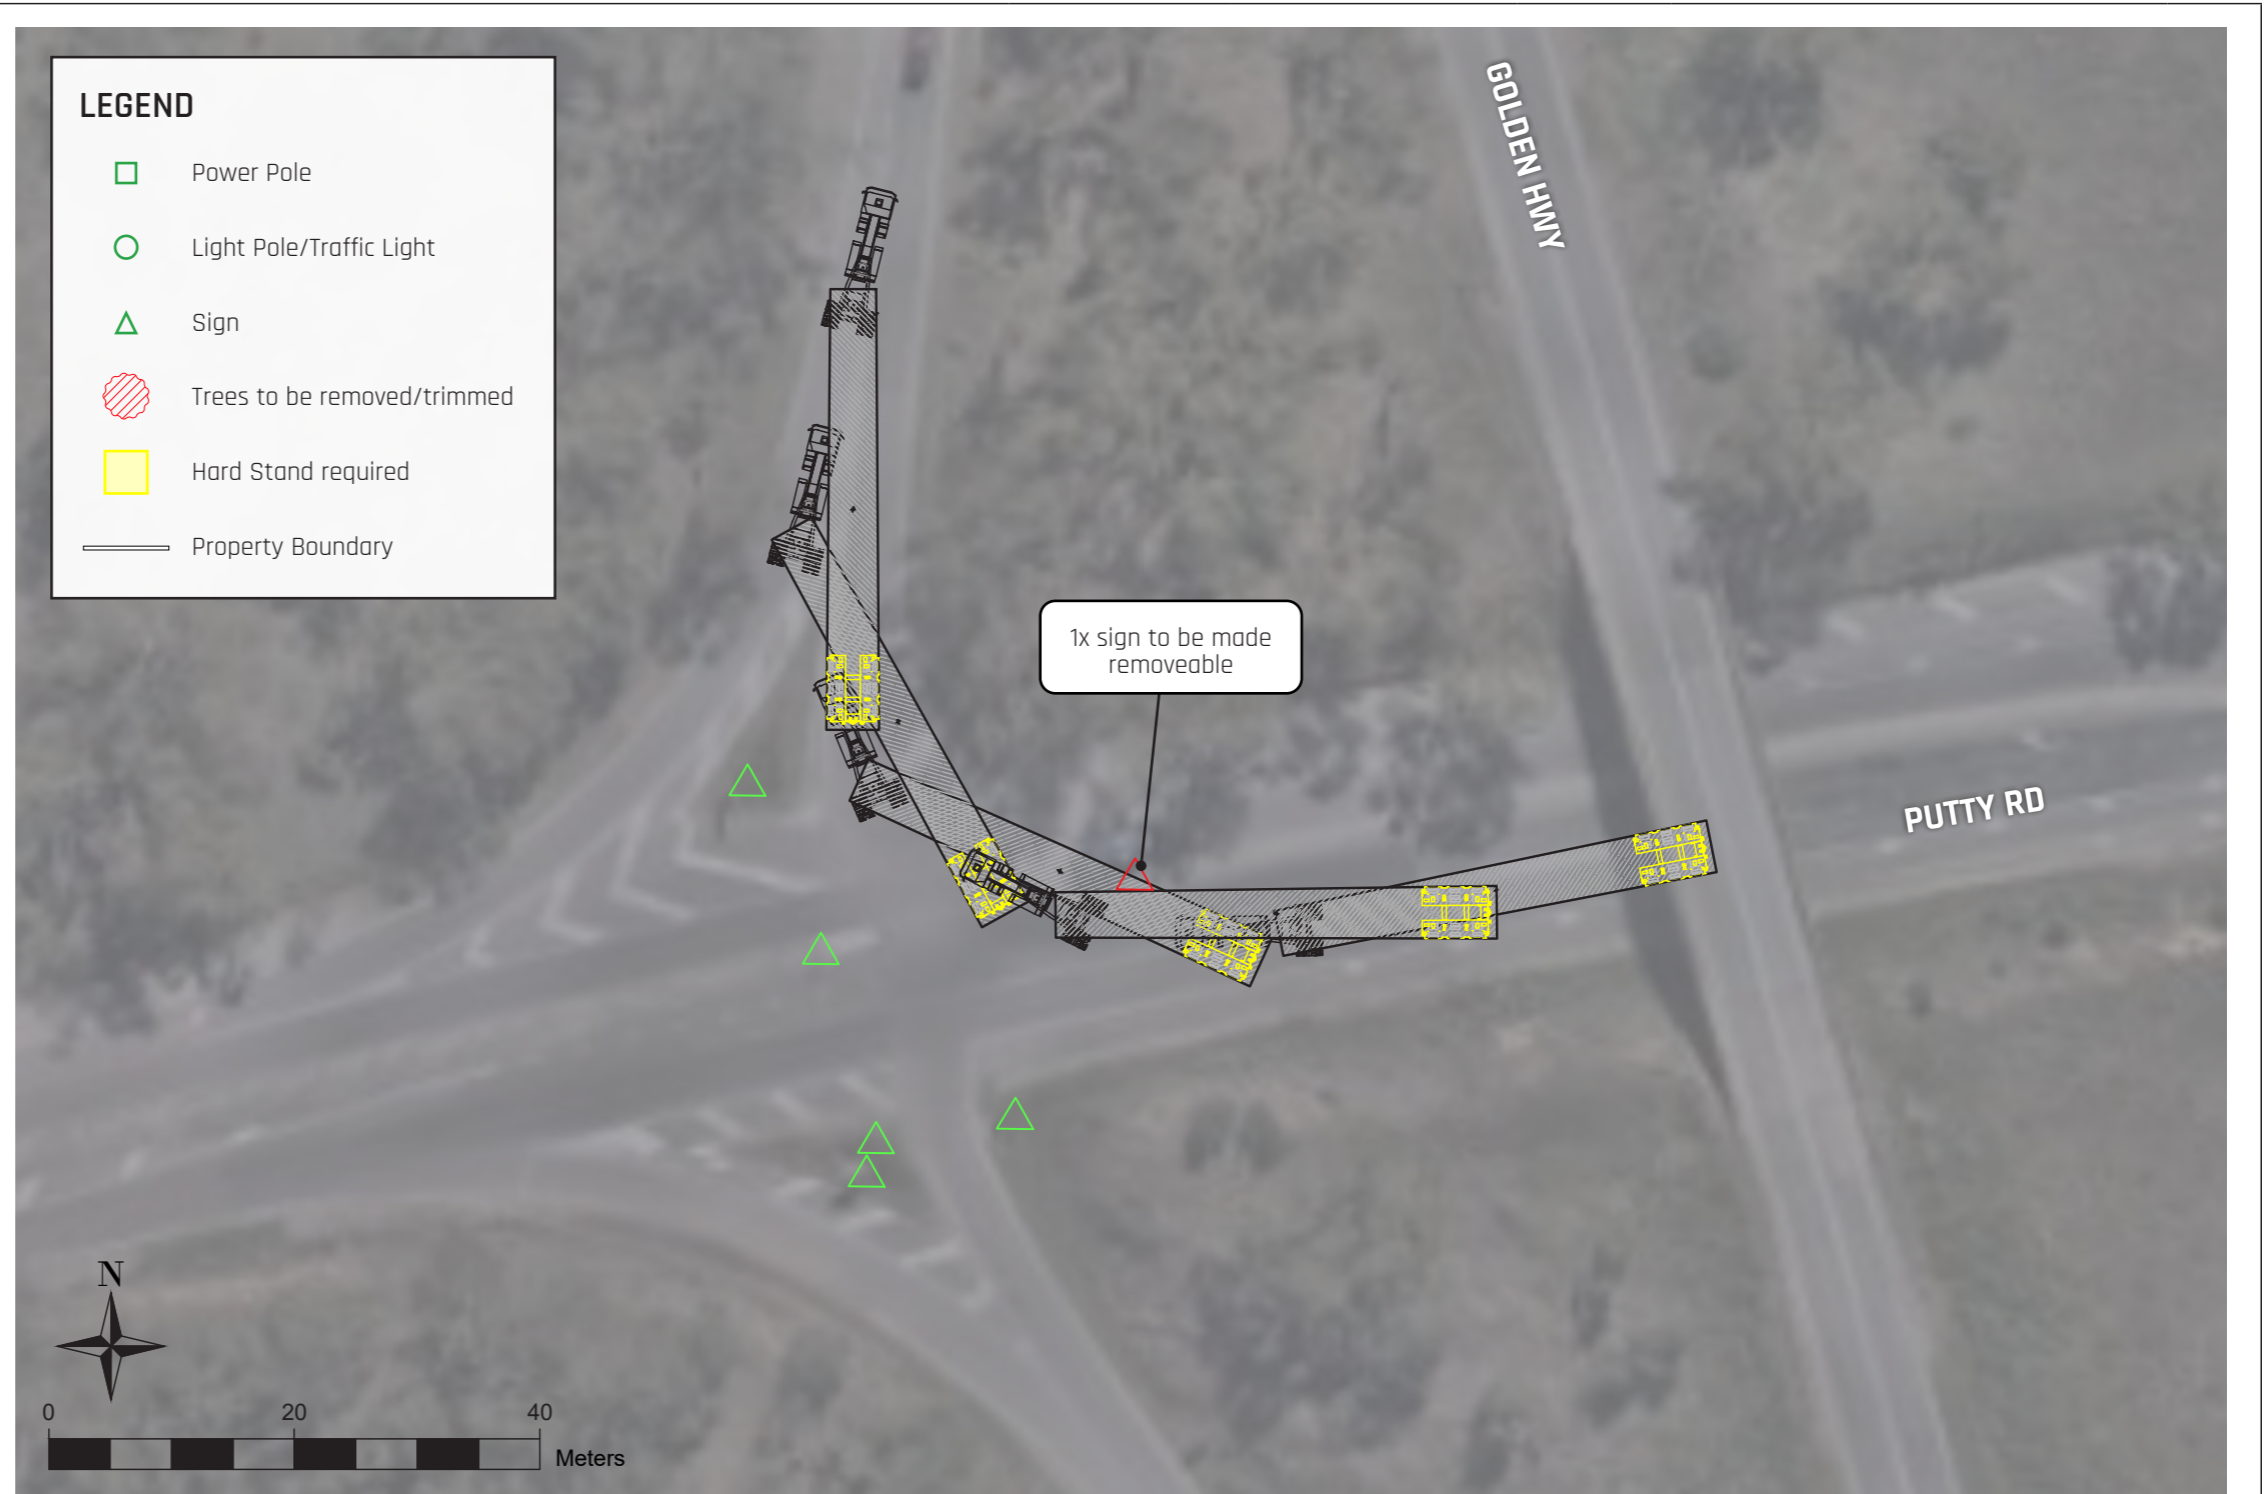 LEGEND
Power Pole
Light Pole/Traffic Light
Sign
Trees to be removed/trimmed
Hard Stand required
Property Boundary
GOLDEN HWY
1x sign to be made
removeable
PUTTY RD
N
0 20 40
Meters